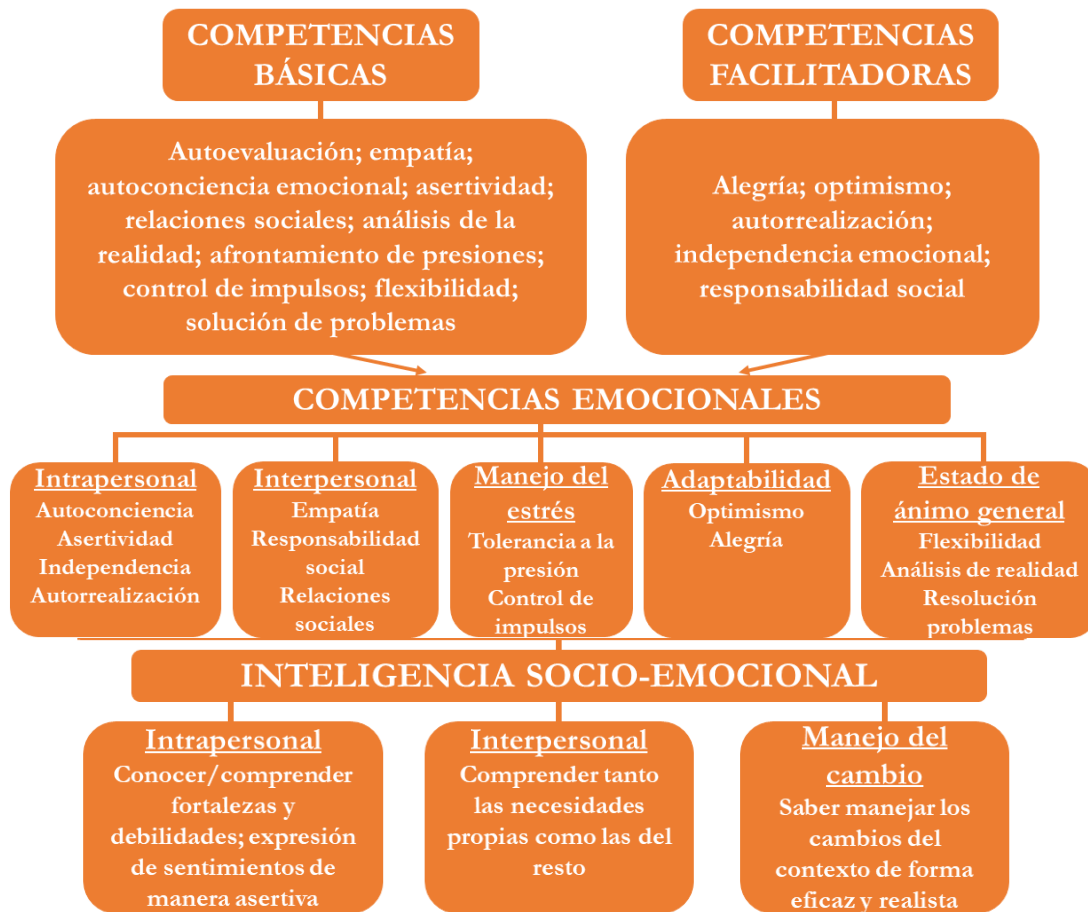 COMPETENCIAS
BÁSICAS
COMPETENCIAS
FACILITADORAS
Autoevaluación; empatía;
autoconciencia emocional; asertividad;
relaciones sociales; análisis de la
realidad; afrontamiento de presiones;
control de impulsos; flexibilidad;
solución de problemas
Alegría; optimismo;
autorrealización;
independencia emocional;
responsabilidad social
COMPETENCIAS EMOCIONALES
Intrapersonal
Autoconciencia
Asertividad
Independencia
Autorrealización
Interpersonal
Empatía
Responsabilidad
social
Relaciones
sociales
Manejo del
estrés
Tolerancia a la
presión
Control de
impulsos
Adaptabilidad
Optimismo
Alegría
Estado de
ánimo general
Flexibilidad
Análisis de realidad
Resolución
problemas
INTELIGENCIA SOCIO-EMOCIONAL
Intrapersonal
Conocer/comprender
fortalezas y
debilidades; expresión
de sentimientos de
manera asertiva
Interpersonal
Comprender tanto
las necesidades
propias como las del
resto
Manejo del
cambio
Saber manejar los
cambios del
contexto de forma
eficaz y realista